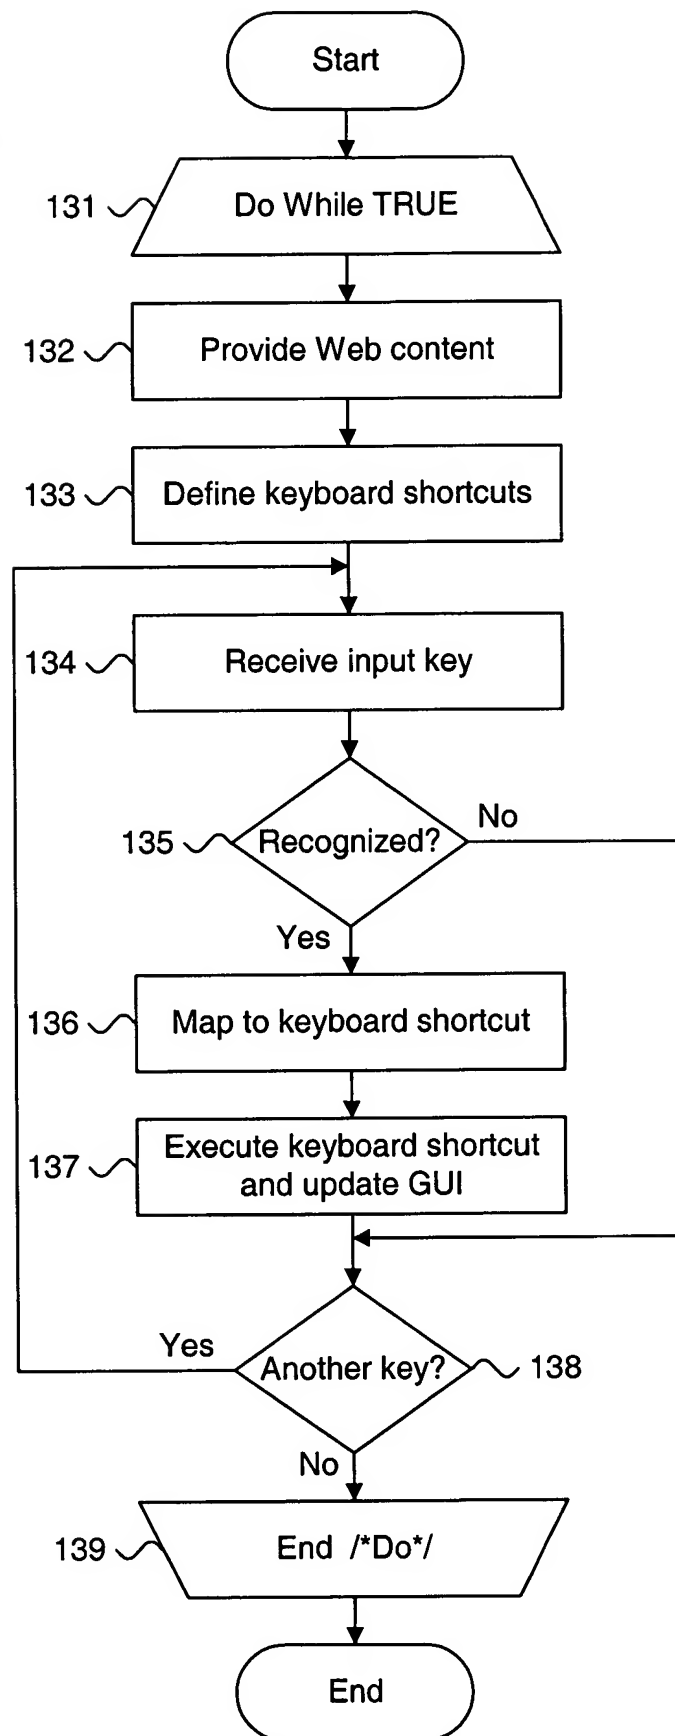 Start
131
Do While TRUE
132
Provide Web content
133
Define keyboard shortcuts
134
Receive input key
135
Recognized?
No
Yes
136
Map to keyboard shortcut
137
Execute keyboard shortcut
and update GUI
Yes
Another key?
138
No
139
End /*Do*/
End